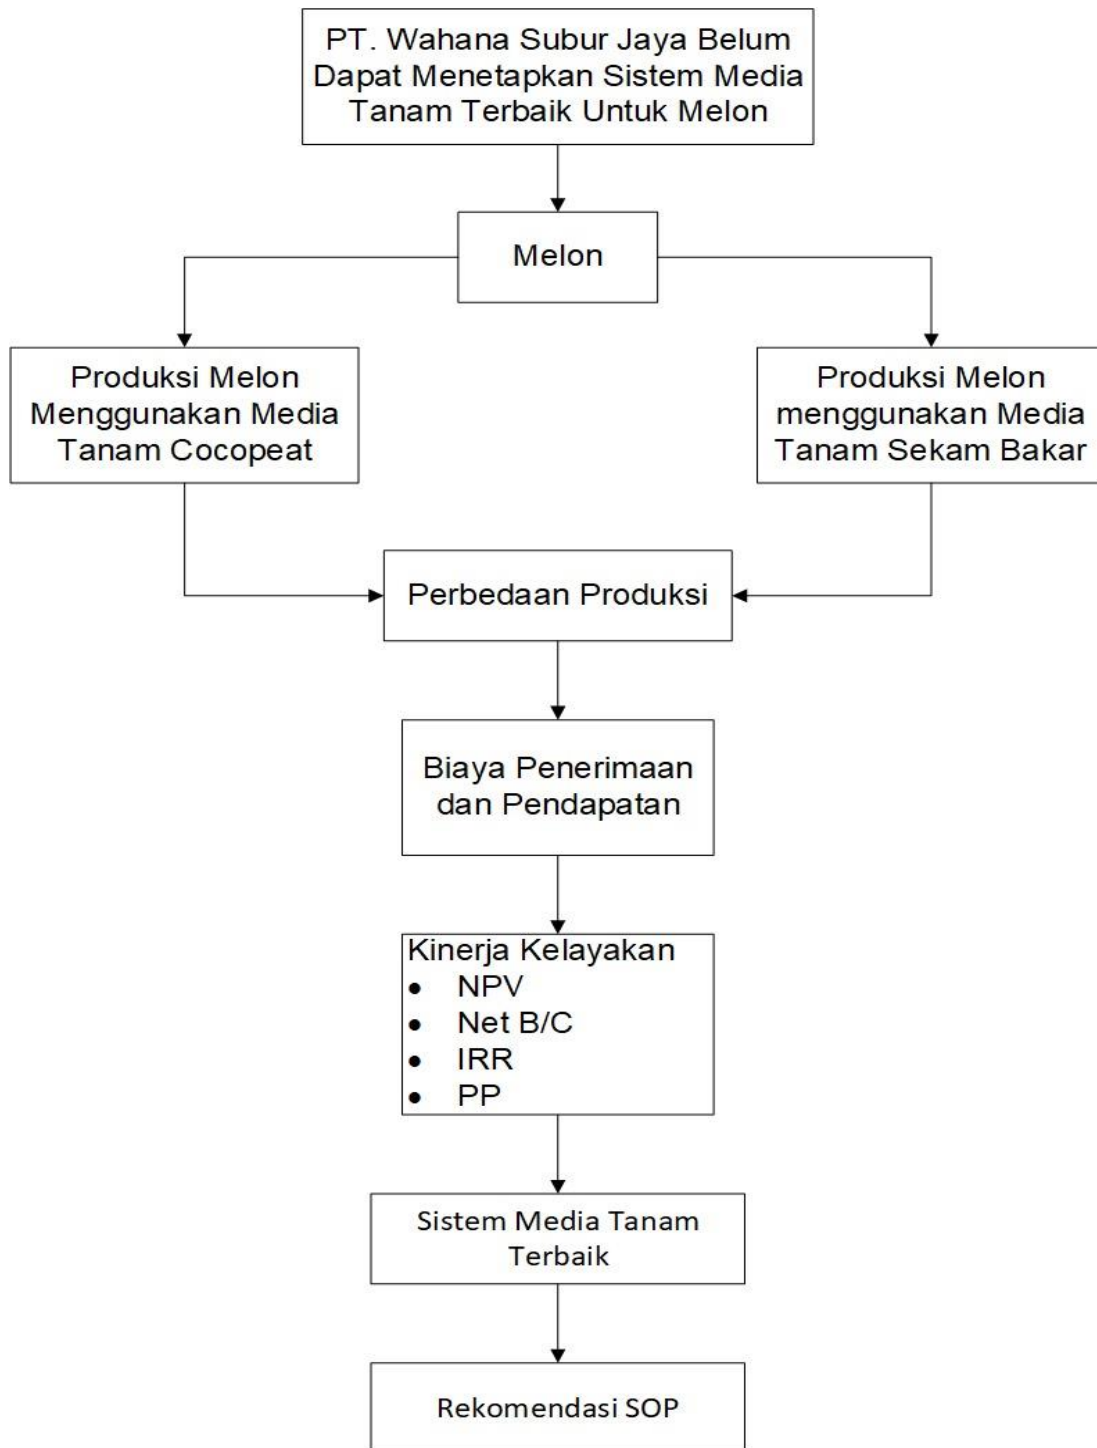 PT. Wahana Subur Jaya Belum
Dapat Menetapkan Sistem Media
Tanam Terbaik Untuk Melon
Melon
Produksi Melon
Menggunakan Media
Tanam Cocopeat
Produksi Melon
menggunakan Media
Tanam Sekam Bakar
Perbedaan Produksi
Biaya Penerimaan
dan Pendapatan
Kinerja Kelayakan
• NPV
• Net B/C
• IRR
• PP
Sistem Media Tanam
Terbaik
Rekomendasi SOP